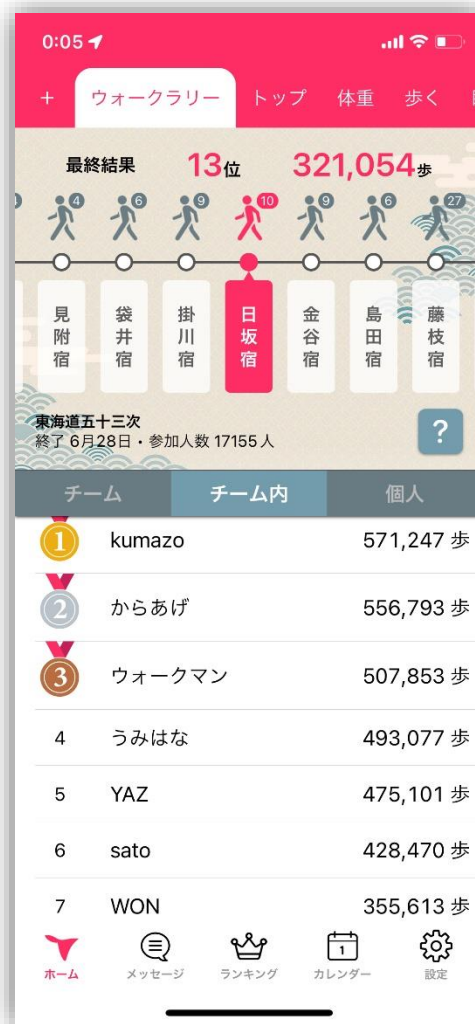 0:05
+ ウォークラリー トップ 体重 歩く
最終結果 13位 321,054歩
4 6 9 10 9 6 27
見附宿 袋井宿 掛川宿 日坂宿 金谷宿 島田宿 藤枝宿
東海道五十三次
終了 6月28日・参加人数 17155人
?
チーム チーム内 個人
1 kumazo 571,247 歩
2 からあげ 556,793 歩
3 ウォークマン 507,853 歩
4 うみはな 493,077 歩
5 YAZ 475,101 歩
6 sato 428,470 歩
7 WON 355,613 歩
1
ホーム メッセージ ランキング カレンダー 設定